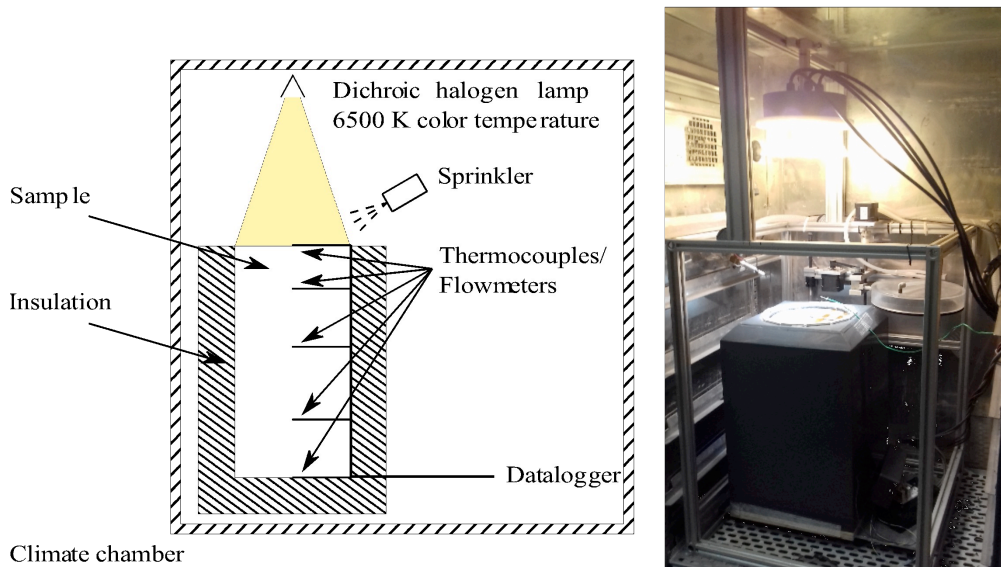 Dichroic halogen lamp
6500 K color temperature
Sprinkler
Sample
Thermocouples/
Flowmeters
Insulation
Datalogger
Climate chamber